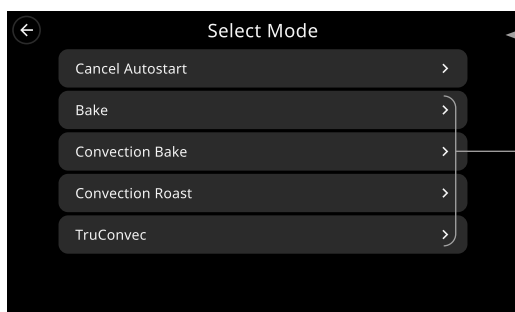 Select Mode
Cancel Autostart
Bake
Convection Bake
Convection Roast
TruConvec